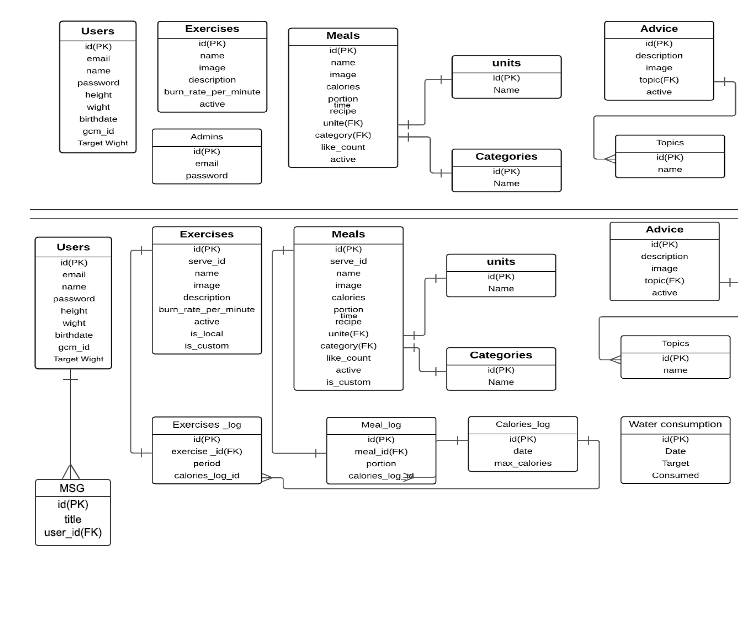 Users
id(PK)
email
name
password
height
wight
birthdate
gcm_id
Target Wight
Exercises
id(PK)
name
image
description
burn_rate_per_minute
active
Admins
id(PK)
email
password
Meals
id(PK)
name
image
calories
portion
time
recipe
unite(FK)
category(FK)
like_count
active
units
id(PK)
Name
Categories
id(PK)
Name
Advice
id(PK)
description
image
topic(FK)
active
Topics
id(PK)
name
Users
id(PK)
email
name
password
height
wight
birthdate
gcm_id
Target Wight
MSG
id(PK)
title
user_id(FK)
Exercises
id(PK)
serve_id
name
image
description
burn_rate_per_minute
active
is_local
is_custom
Exercises _log
id(PK)
exercise _id(FK)
period
calories_log_id
Meals
id(PK)
serve_id
name
image
calories
portion
time
recipe
unite(FK)
category(FK)
like_count
active
is_custom
Meal_log
id(PK)
meal_id(FK)
portion
calories_log_id
units
id(PK)
Name
Categories
id(PK)
Name
Calories_log
id(PK)
date
max_calories
Advice
id(PK)
description
image
topic(FK)
active
Topics
id(PK)
name
Water consumption
id(PK)
Date
Target
Consumed